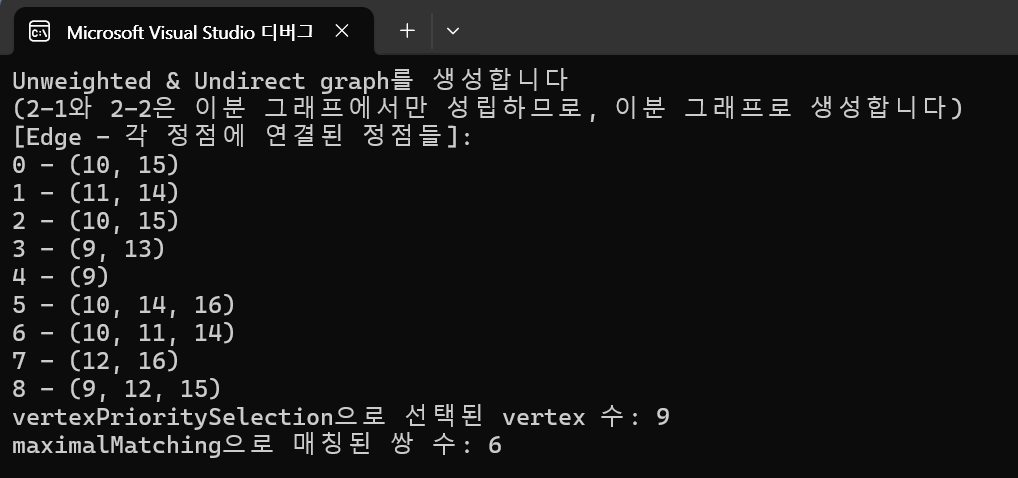 Microsoft Visual Studio 디버그
Unweighted & Undirect graph를 생성합니다
(2-1와 2-2은 이분 그래프에서만 성립하므로, 이분 그래프로 생성합니다)
[Edge - 각 정점에 연결된 정점들]:
0 - (10, 15)
1 - (11, 14)
2 - (10, 15)
3 - (9, 13)
4 - (9)
5 - (10, 14, 16)
6 - (10, 11, 14)
7 - (12, 16)
8 - (9, 12, 15)
vertexPrioritySelection으로 선택된 vertex 수: 9
maximalMatching으로 매칭된 쌍 수: 6